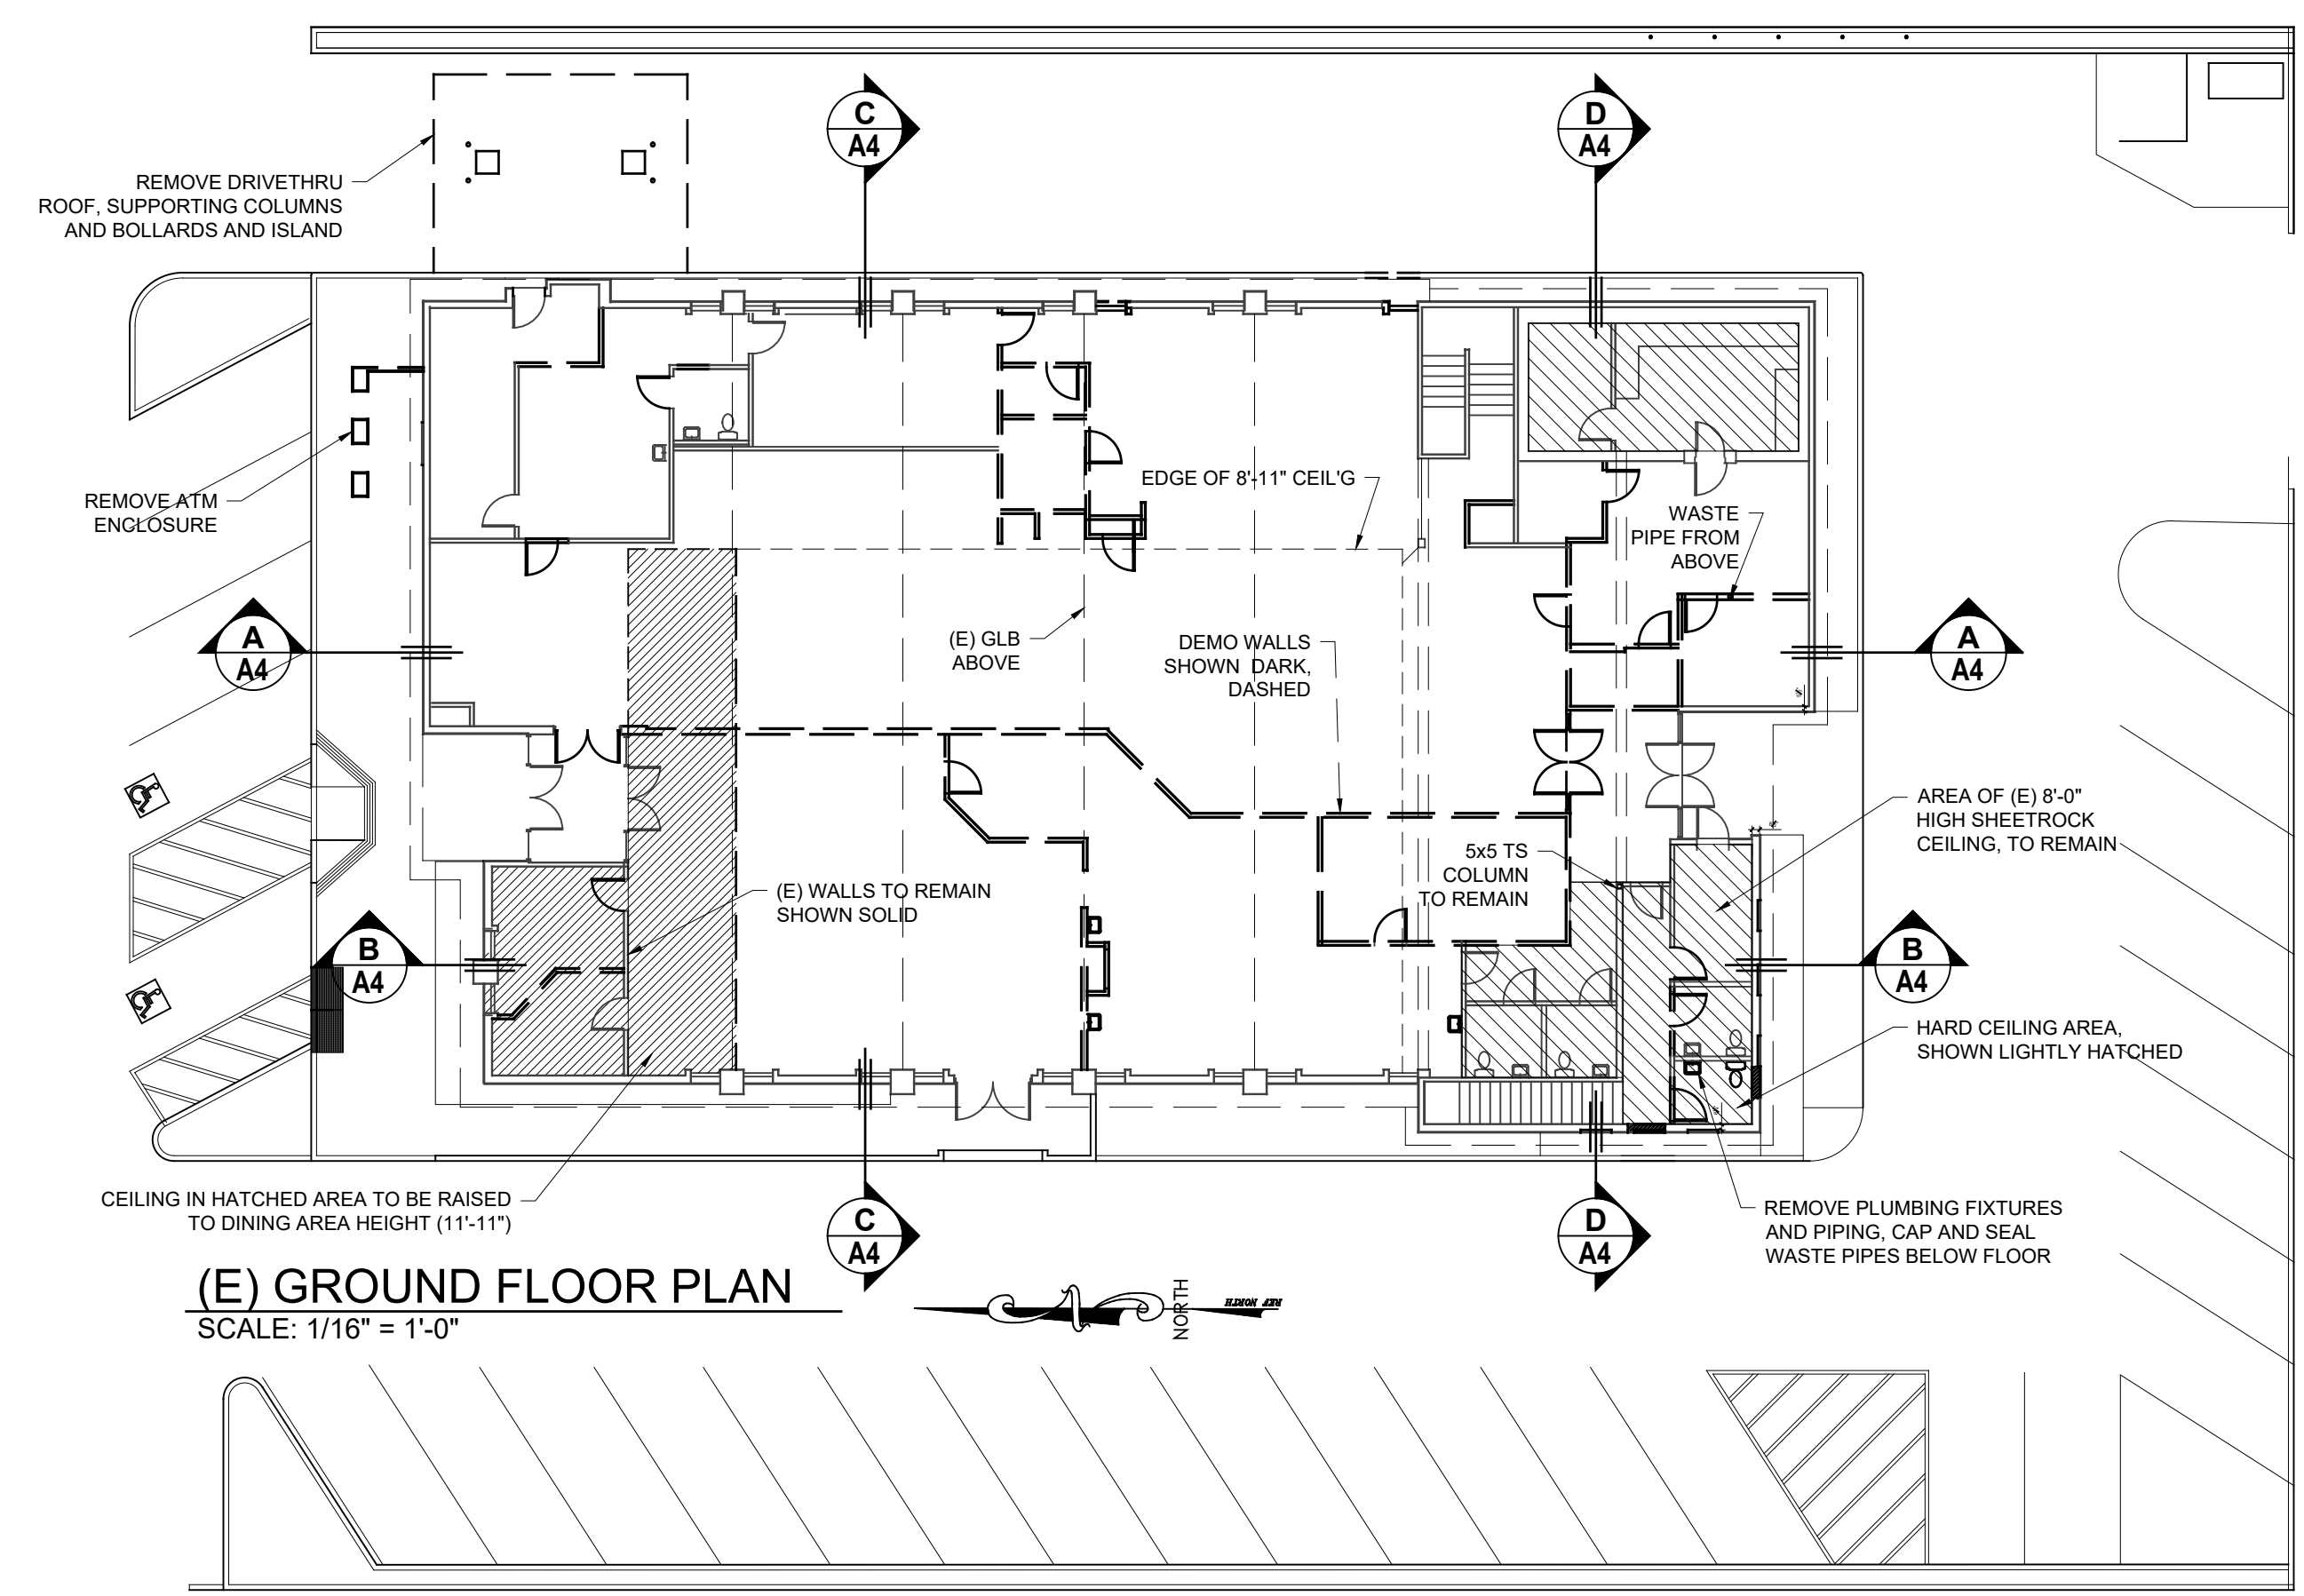 C
A4
D
A4
REMOVE DRIVETHRU
ROOF, SUPPORTING COLUMNS
AND BOLLARDS AND ISLAND
REMOVE ATM
ENCLOSURE
EDGE OF 8'-11" CEIL'G
WASTE
PIPE FROM
ABOVE
A
A4
(E) GLB
ABOVE
DEMO WALLS
SHOWN DARK,
DASHED
A
A4
AREA OF (E) 8'-0"
HIGH SHEETROCK
CEILING, TO REMAIN
5x5 TS
COLUMN
TO REMAIN
(E) WALLS TO REMAIN
SHOWN SOLID
B
A4
B
A4
HARD CEILING AREA,
SHOWN LIGHTLY HATCHED
CEILING IN HATCHED AREA TO BE RAISED
TO DINING AREA HEIGHT (11'-11")
C
A4
D
A4
REMOVE PLUMBING FIXTURES
AND PIPING, CAP AND SEAL
WASTE PIPES BELOW FLOOR
(E) GROUND FLOOR PLAN
SCALE: 1/16" = 1'-0"
NORTH
REF NORTH